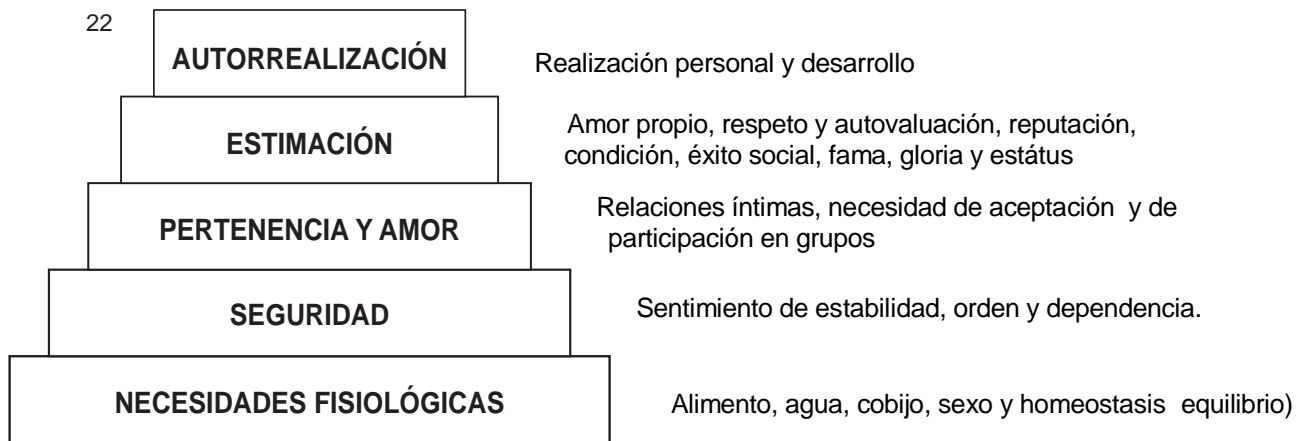 22
AUTORREALIZACIÓN
Realización personal y desarrollo
ESTIMACIÓN
Amor propio, respeto y autovaluación, reputación,
condición, éxito social, fama, gloria y estátus
PERTENENCIA Y AMOR
Relaciones íntimas, necesidad de aceptación y de
participación en grupos
SEGURIDAD
Sentimiento de estabilidad, orden y dependencia.
NECESIDADES FISIOLÓGICAS
Alimento, agua, cobijo, sexo y homeostasis equilibrio)